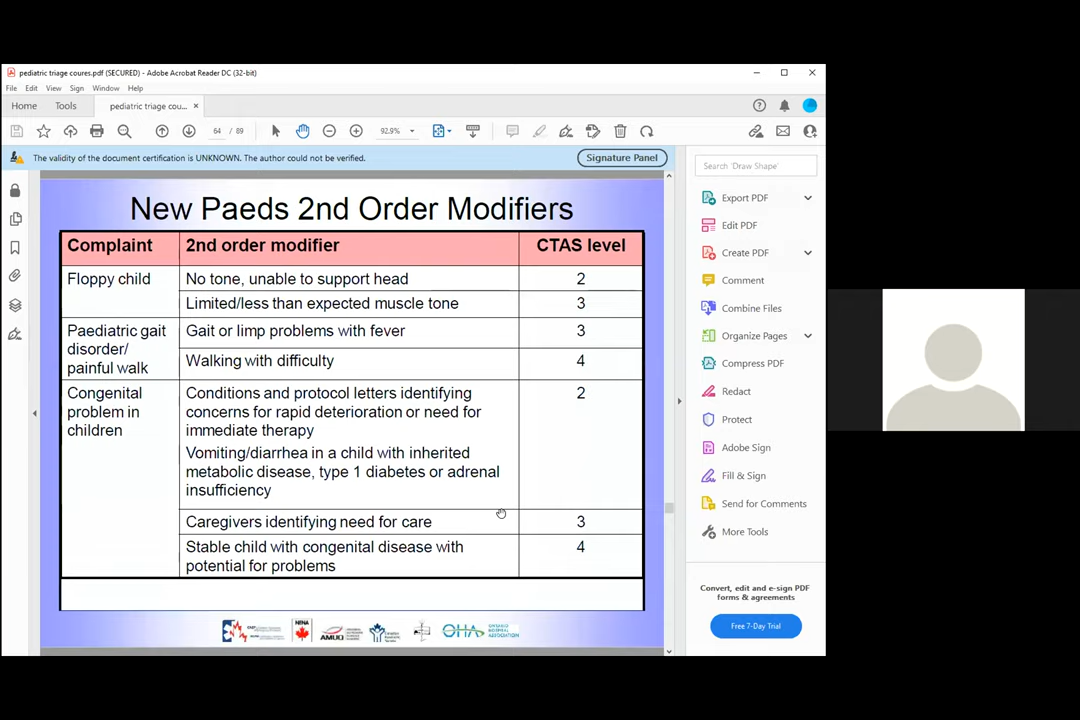 pediatric triage coures.pdf (SECURED) - Adobe Acrobat Reader DC (32-bit)
File Edit View Sign Window Help
Home Tools pediatric triage cou... ×
64 / 89 92.9%
The validity of the document certification is UNKNOWN. The author could not be verified.
Signature Panel
New Paeds 2nd Order Modifiers
Complaint 2nd order modifier CTAS level
Floppy child No tone, unable to support head 2
Limited/less than expected muscle tone 3
Paediatric gait disorder/ painful walk Gait or limp problems with fever 3
Walking with difficulty 4
Congenital problem in children Conditions and protocol letters identifying 2
concerns for rapid deterioration or need for
immediate therapy
Vomiting/diarrhea in a child with inherited
metabolic disease, type 1 diabetes or adrenal
insufficiency
Caregivers identifying need for care 3
Stable child with congenital disease with 4
potential for problems
NENA
AMUQ
OHA ONTARIO
HOSPITAL
ASSOCIATION
Search 'Draw Shape'
Export PDF
Edit PDF
Create PDF
Comment
Combine Files
Organize Pages
Compress PDF
Redact
Protect
Adobe Sign
Fill & Sign
Send for Comments
More Tools
Convert, edit and e-sign PDF
forms & agreements
Free 7-Day Trial